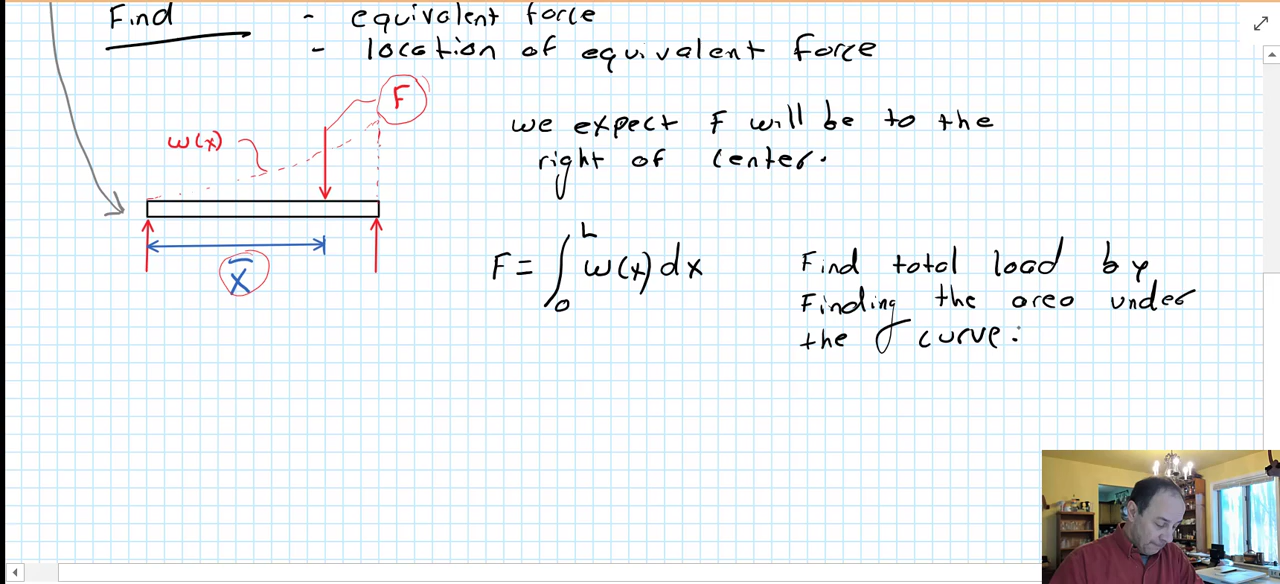 Find - equivalent force
- location of equivalent force
F
w(x)
we expect F will be to the
right of center.
x̄
F = ∫₀ᴸ w(x) dx
Find total load by
Finding the area under
the curve.